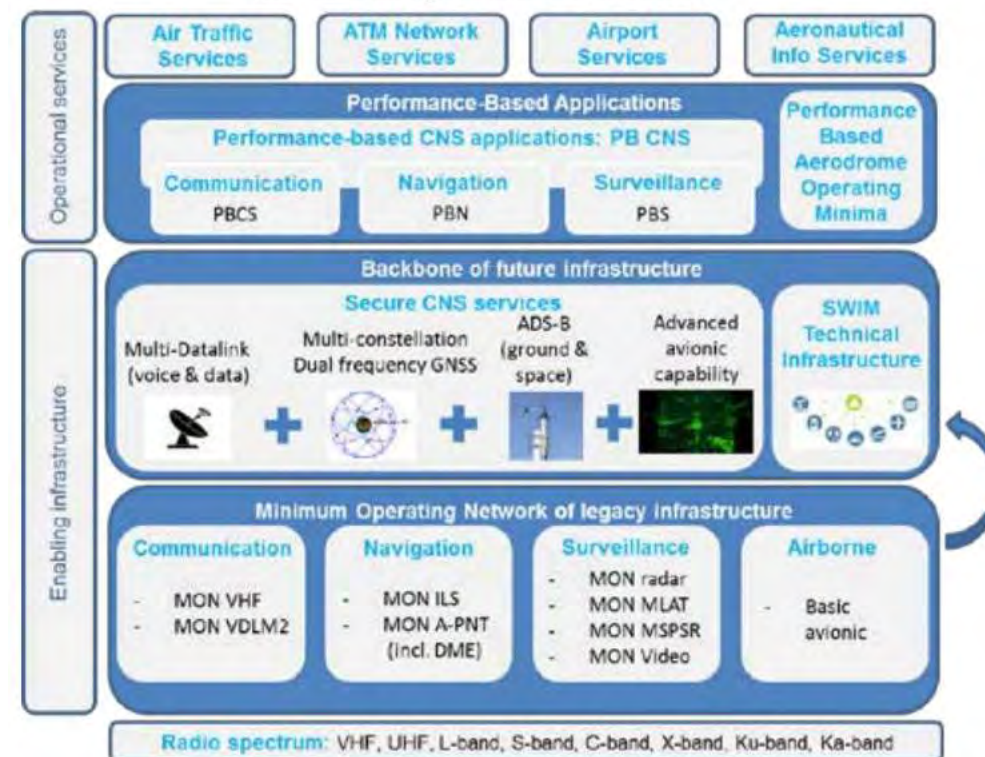 Operational services
Air Traffic
Services
ATM Network
Services
Airport
Services
Aeronautical
Info Services
Performance-Based Applications
Performance-based CNS applications: PB CNS
Communication
PBCS
Navigation
PBN
Surveillance
PBS
Performance
Based
Aerodrome
Operating
Minima
Enabling infrastructure
Backbone of future infrastructure
Secure CNS services
Multi-Datalink
(voice & data)
Multi-constellation
Dual frequency GNSS
ADS-B
(ground &
space)
Advanced
avionic
capability
SWIM
Technical
Infrastructure
Minimum Operating Network of legacy infrastructure
Communication
- MON VHF
- MON VDLM2
Navigation
- MON ILS
- MON A-PNT
(incl. DME)
Surveillance
- MON radar
- MON MLAT
- MON MSPSR
- MON Video
Airborne
- Basic
avionic
Radio spectrum: VHF, UHF, L-band, S-band, C-band, X-band, Ku-band, Ka-band